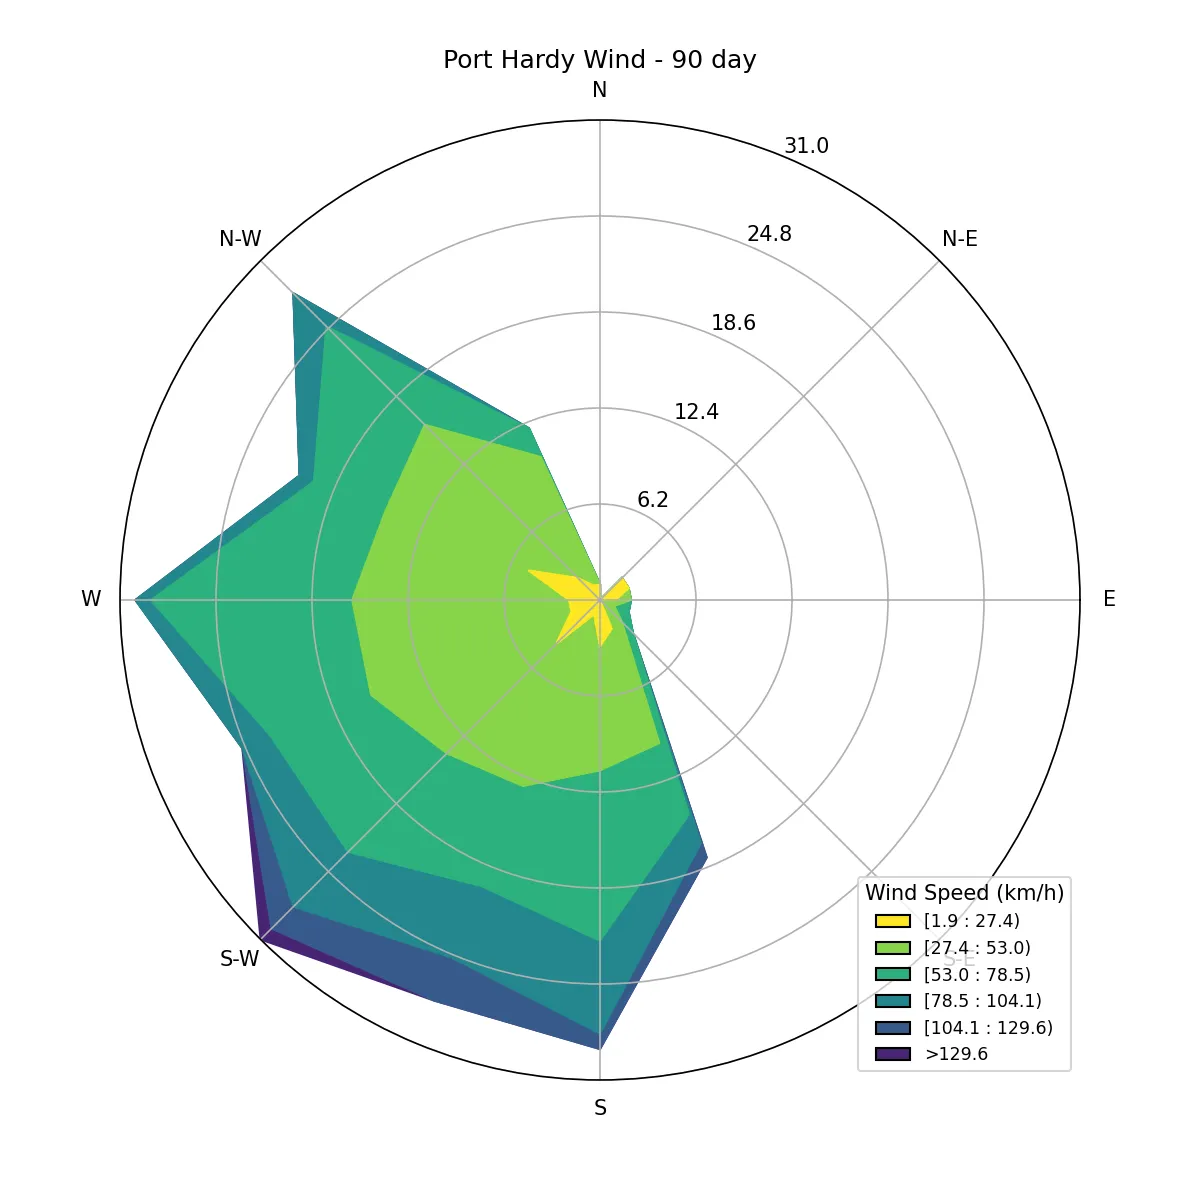 Port Hardy Wind - 90 day
N
31.0
N-W
24.8
N-E
18.6
12.4
6.2
W
E
S-W
S-E
S
Wind Speed (km/h)
[1.9 : 27.4)
[27.4 : 53.0)
[53.0 : 78.5)
[78.5 : 104.1)
[104.1 : 129.6)
>129.6